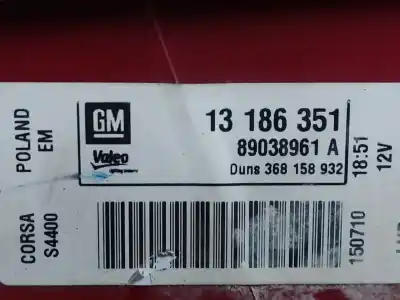 GM
13 186 351
Valeo
89038961 A
Duns 368 158 932
POLAND
EM
CORSA
S4400
18:51
150710
12V